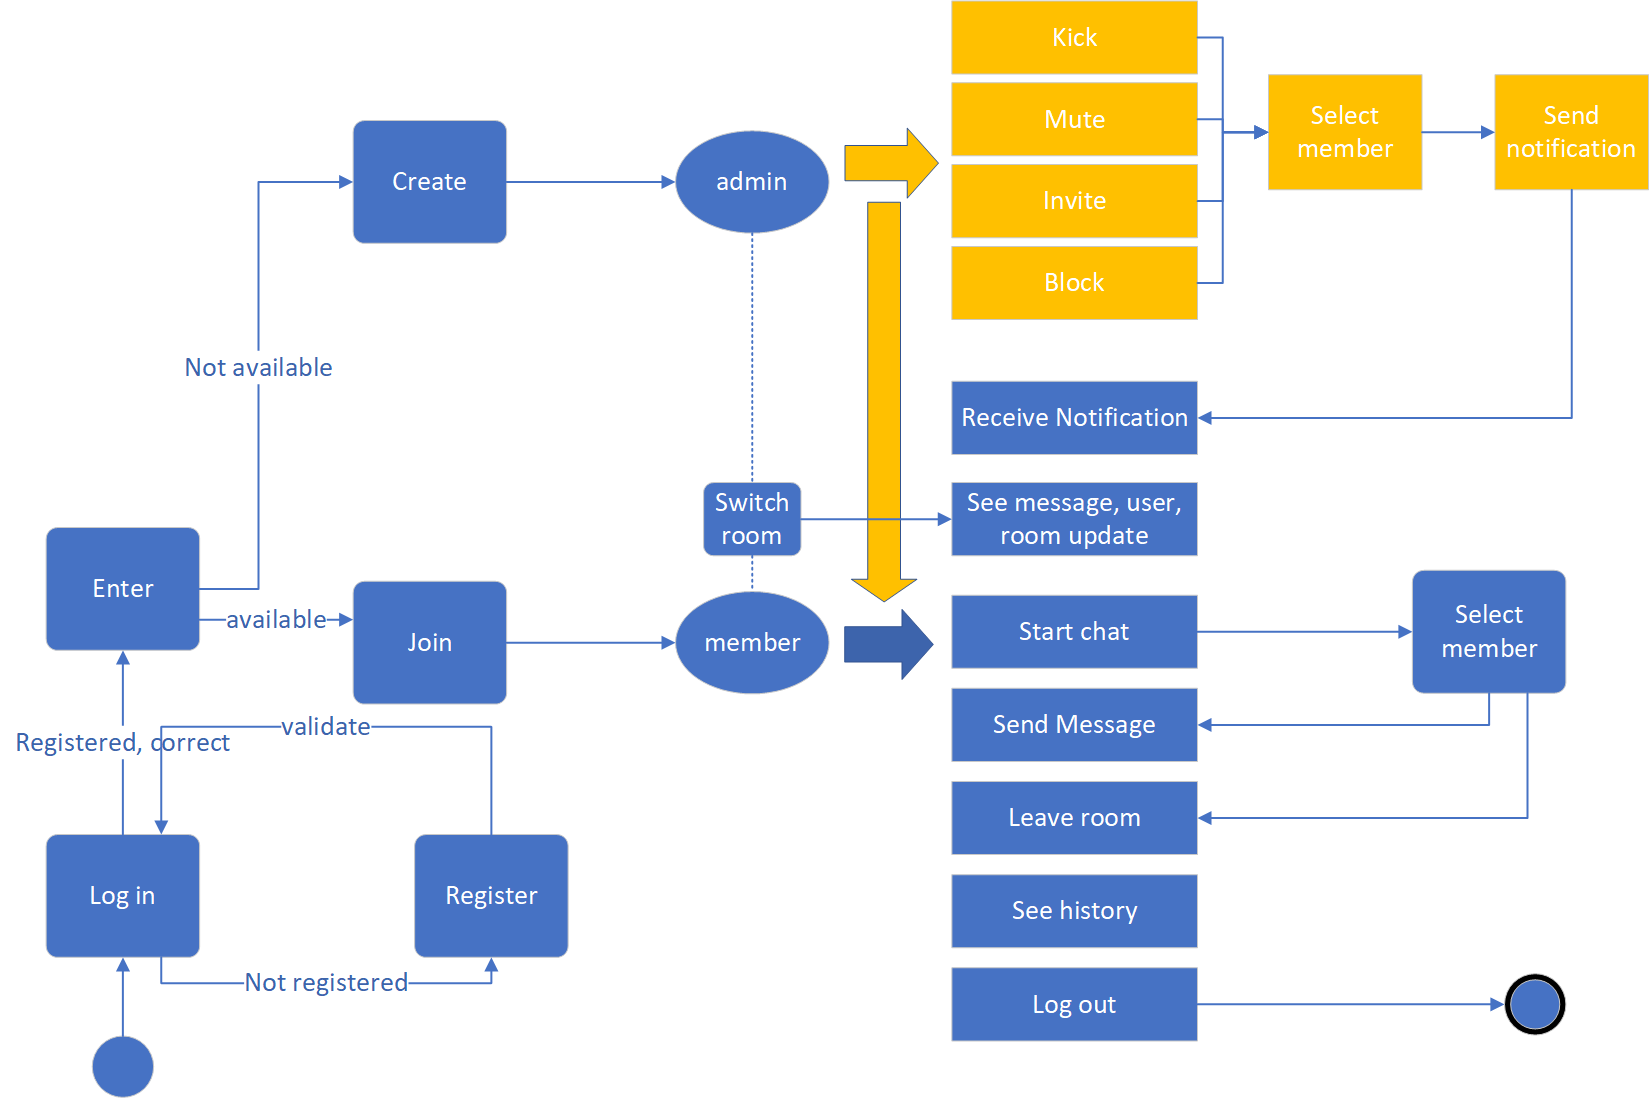 Kick
Mute
Invite
Block
Select
member
Send
notification
Create
admin
Not available
Receive Notification
Switch
room
See message, user,
room update
Enter
available
Join
member
Start chat
Select
member
Send Message
validate
Registered, correct
Leave room
Log in
Register
See history
Not registered
Log out